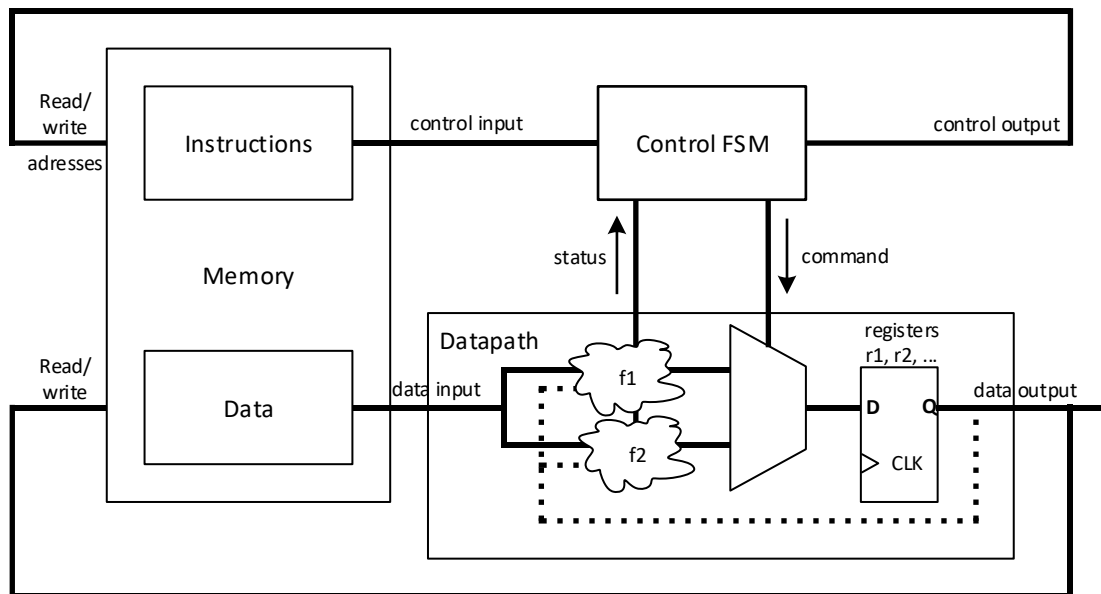 Read/
write
adresses
Instructions
control input
Control FSM
control output
Memory
status
command
Datapath
registers
r1, r2, ...
Read/
write
Data
data input
f1
f2
D
Q
CLK
data output